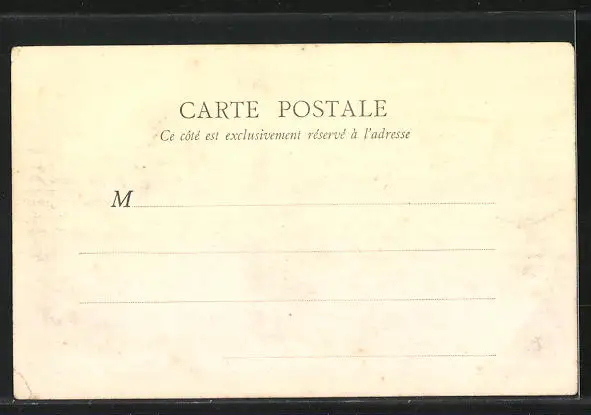 CARTE POSTALE
Ce côté est exclusivement réservé à l'adresse
M